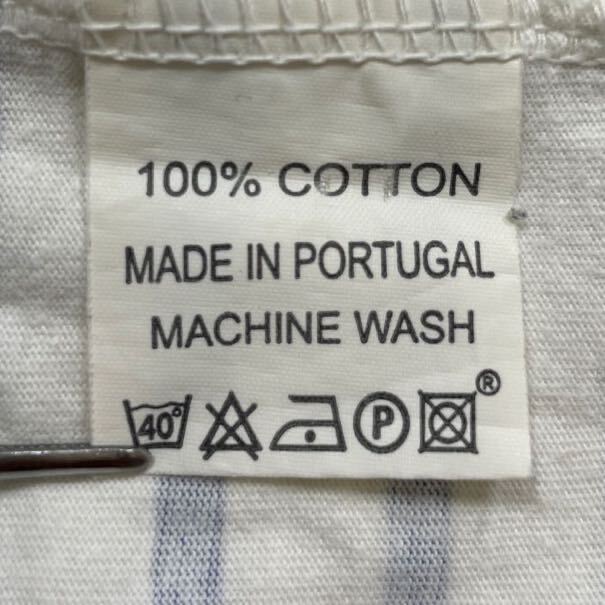 100% COTTON
MADE IN PORTUGAL
MACHINE WASH
40° P ®